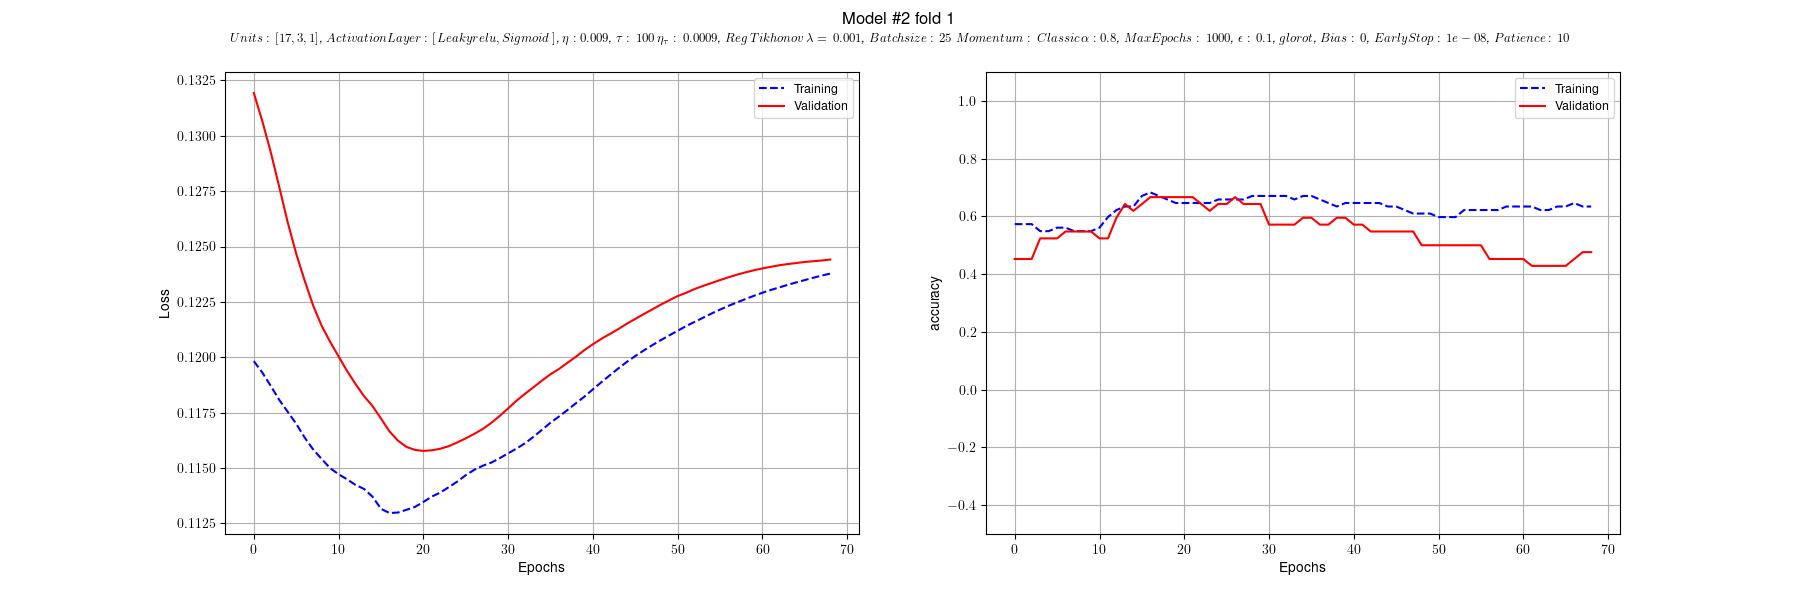 Model #2 fold 1
Units : [17, 3, 1], ActivationLayer : [Leakyrelu, Sigmoid ], η : 0.009, τ : 100 ητ : 0.0009, Reg Tikhonov λ = 0.001, Batchsize : 25 Momentum : Classicα : 0.8, MaxEpochs : 1000, ϵ : 0.1, glorot, Bias : 0, EarlyStop : 1e − 08, Patience : 10
0.1325
0.1300
0.1275
0.1250
0.1225
0.1200
0.1175
0.1150
0.1125
Loss
0 10 20 30 40 50 60 70
Epochs
Training
Validation
1.0
0.8
0.6
0.4
0.2
0.0
−0.2
−0.4
accuracy
0 10 20 30 40 50 60 70
Epochs
Training
Validation